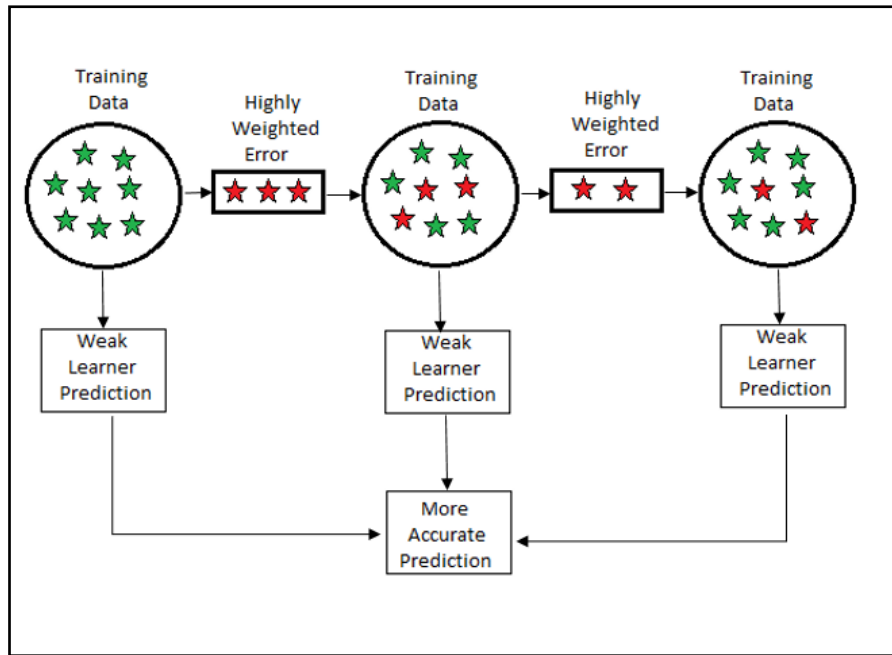 Training
Data
Highly
Weighted
Error
Training
Data
Highly
Weighted
Error
Training
Data
Weak
Learner
Prediction
Weak
Learner
Prediction
Weak
Learner
Prediction
More
Accurate
Prediction